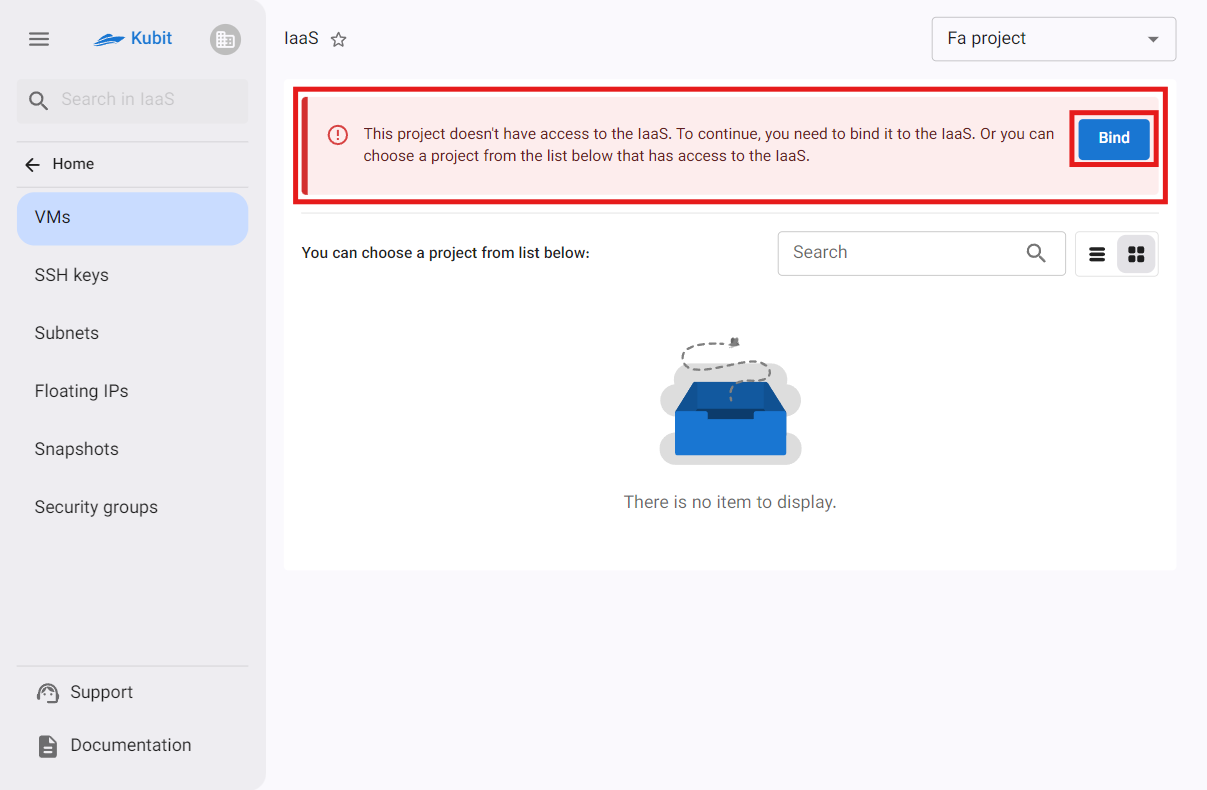 Kubit
IaaS
Fa project
Search in IaaS
Home
VMs
SSH keys
Subnets
Floating IPs
Snapshots
Security groups
Support
Documentation
This project doesn't have access to the IaaS. To continue, you need to bind it to the IaaS. Or you can
choose a project from the list below that has access to the IaaS.
Bind
You can choose a project from list below:
Search
There is no item to display.